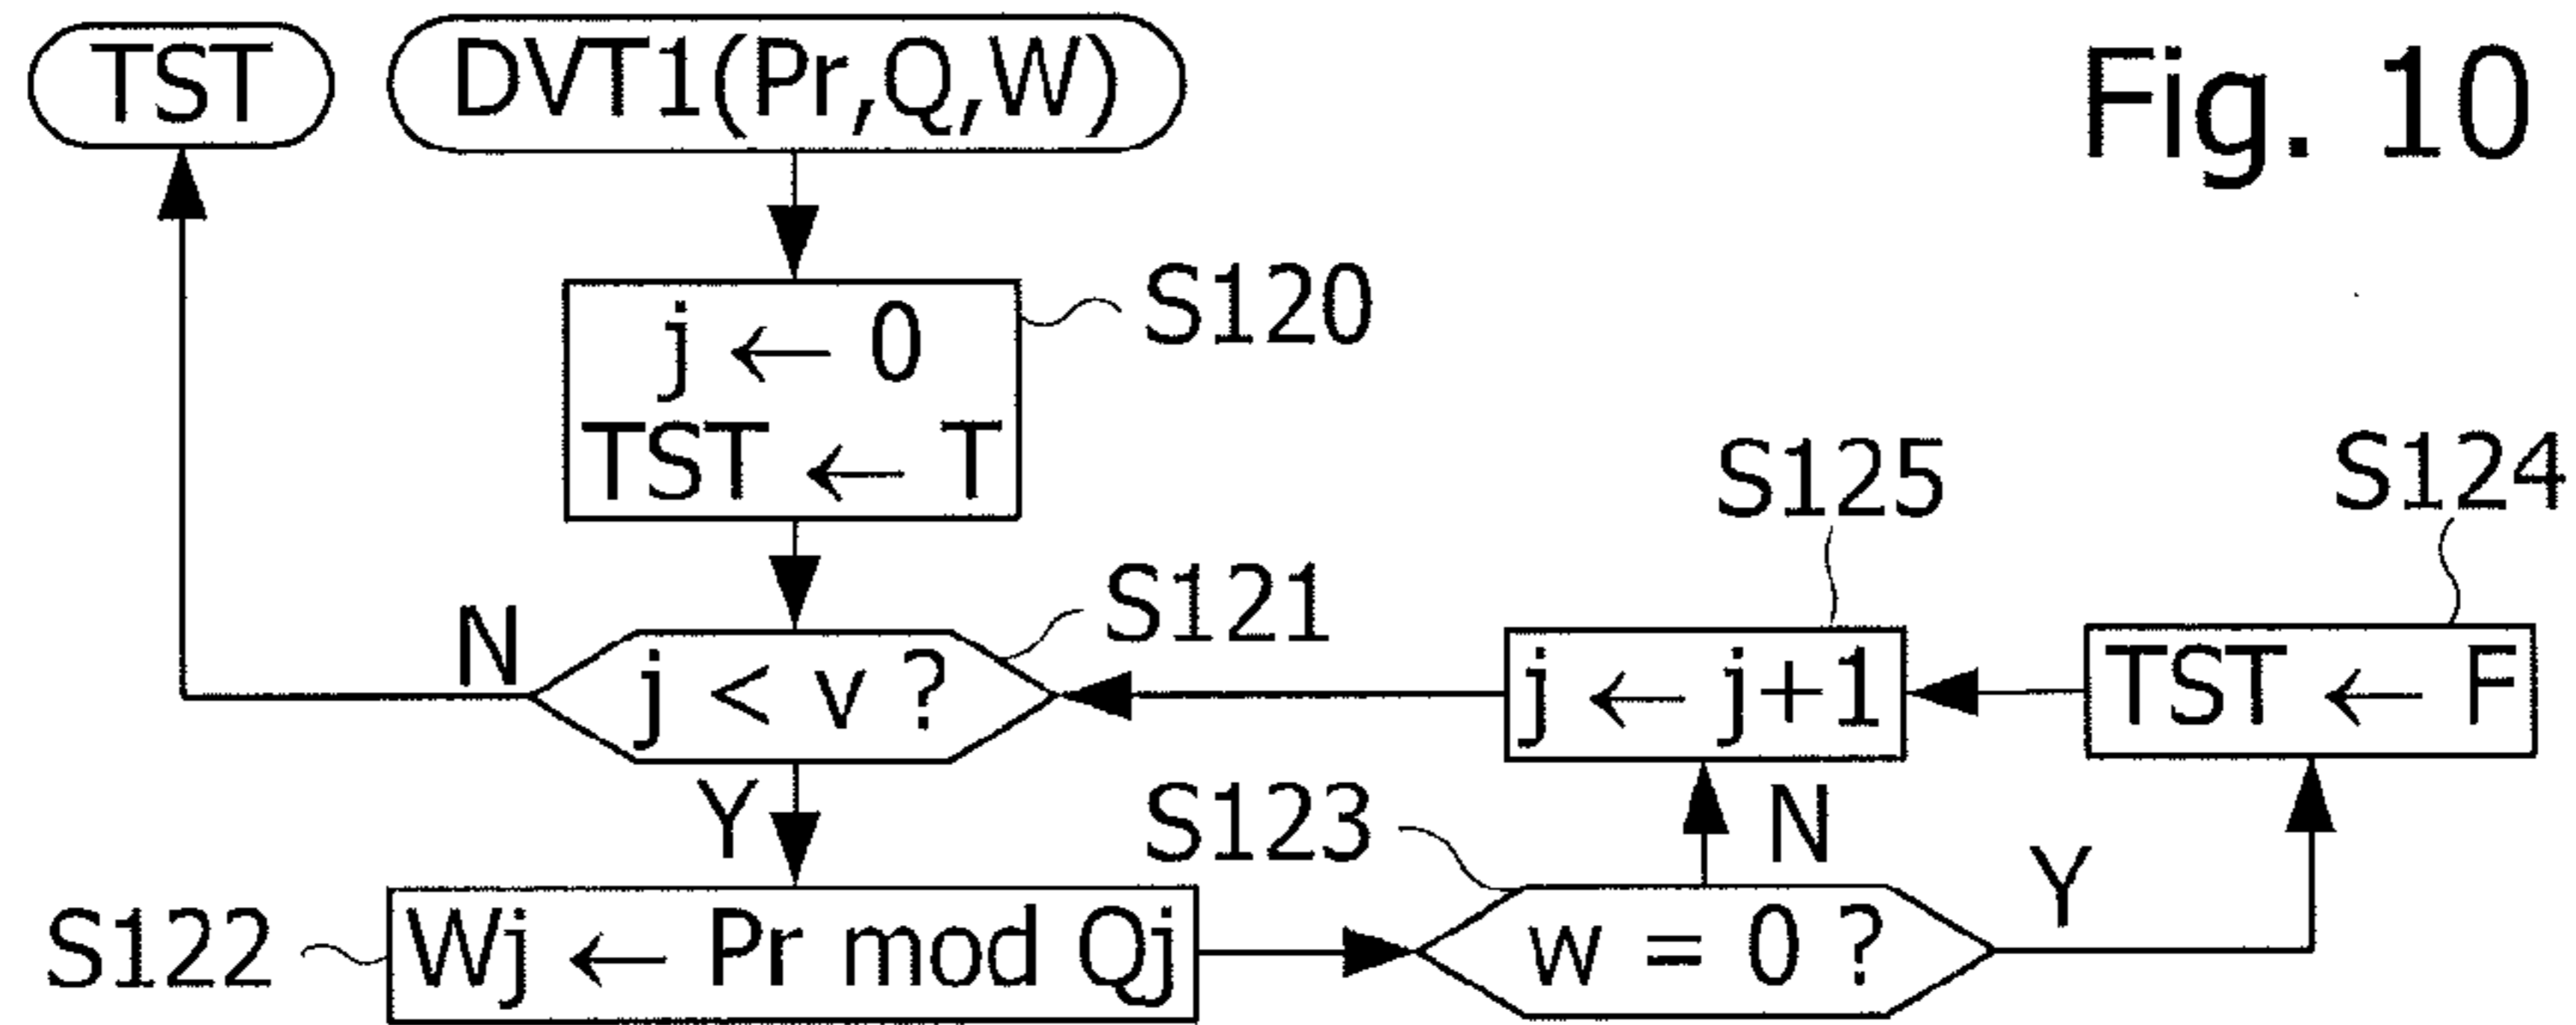 TST
DVT1(Pr,Q,W)
Fig. 10
S120
j ← 0
TST ← T
S125
S124
S121
N
j < v ?
j ← j+1
TST ← F
Y
S123
N
Y
S122
Wj ← Pr mod Qj
w = 0 ?